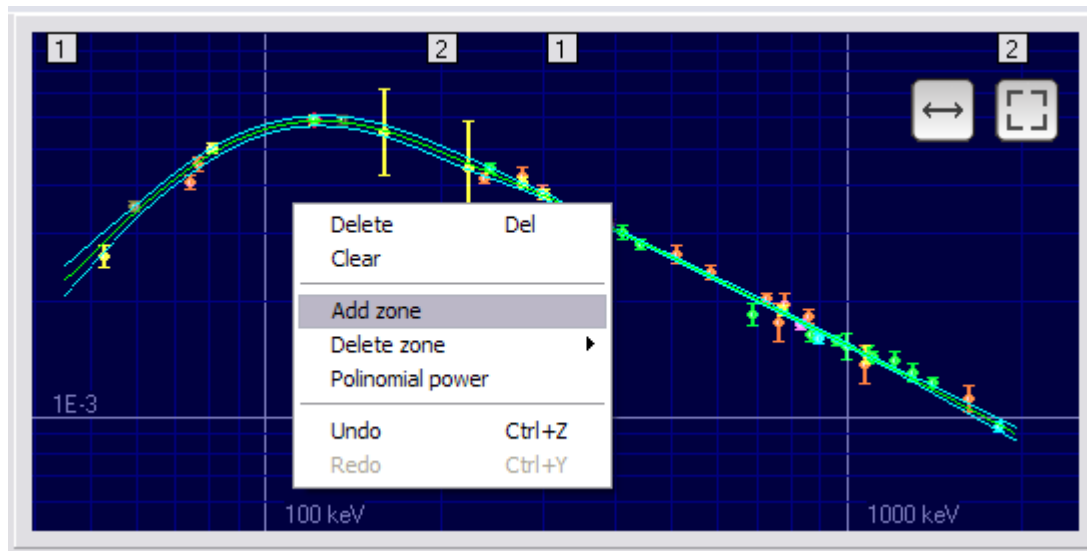 1 2 1 2
Delete Del
Clear
Add zone
Delete zone
Polinomial power
Undo Ctrl+Z
Redo Ctrl+Y
1E-3
100 keV 1000 keV